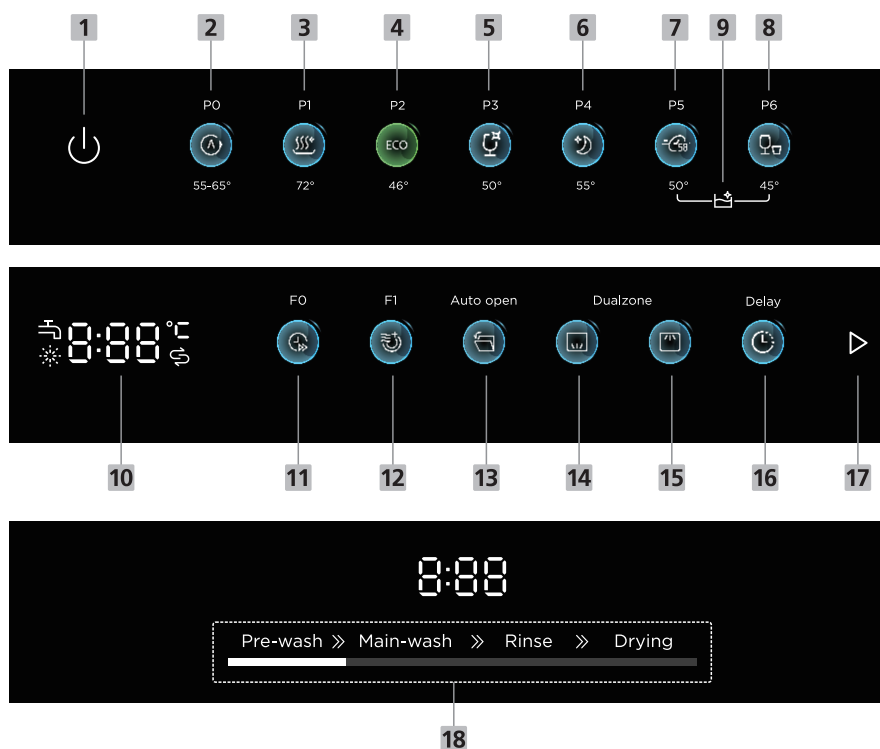 1 2 3 4 5 6 7 9 8
P0 P1 P2 P3 P4 P5 P6
ECO 58'
55-65° 72° 46° 50° 55° 50° 45°
F0 F1 Auto open Dualzone Delay
8:88 °C
10 11 12 13 14 15 16 17
8:88
Pre-wash » Main-wash » Rinse » Drying
18